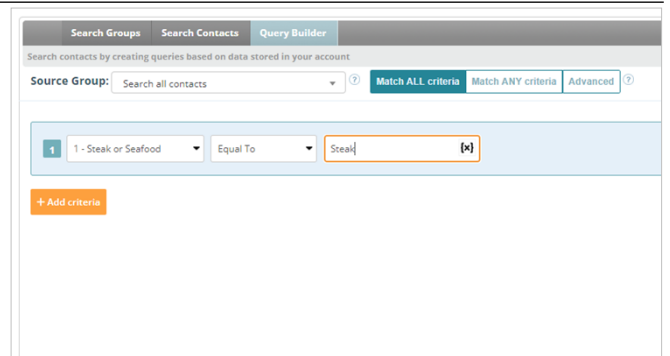 Search Groups Search Contacts Query Builder
Search contacts by creating queries based on data stored in your account
Source Group: Search all contacts ? Match ALL criteria Match ANY criteria Advanced ?
1 1 - Steak or Seafood Equal To Steak {x}
+ Add criteria